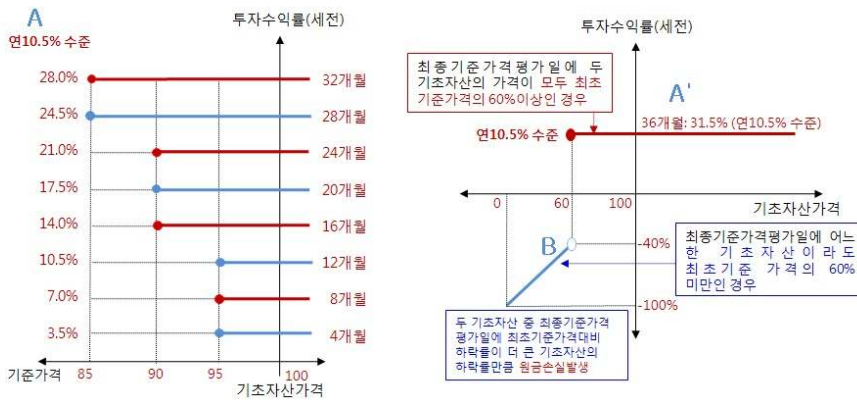 A
투자수익률(세전)
연10.5% 수준
28.0%
32개월
24.5%
28개월
21.0%
24개월
17.5%
20개월
14.0%
16개월
10.5%
12개월
7.0%
8개월
3.5%
4개월
기준가격
85
90
95
100
기초자산가격
투자수익률(세전)
최종기준가격평가일에 두
기초자산의 가격이 모두 최초
기준가격의 60%이상인 경우
A'
연10.5% 수준
36개월: 31.5% (연10.5% 수준)
0
60
100
기초자산가격
B
-40%
-100%
최종기준가격평가일에 어느
한 기초자산이라도
최초기준 가격의 60%
미만인 경우
두 기초자산 중 최종기준가격
평가일에 최초기준가격대비
하락률이 더 큰 기초자산의
하락률만큼 원금손실발생